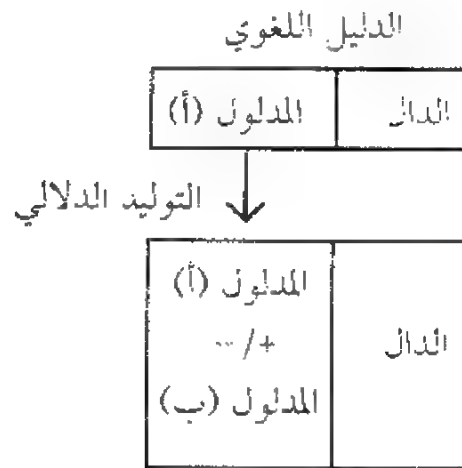 الدليل اللغوي
الدال المدلول (أ)
التوليد الدلالي
المدلول (أ)
الدال +/-
المدلول (ب)